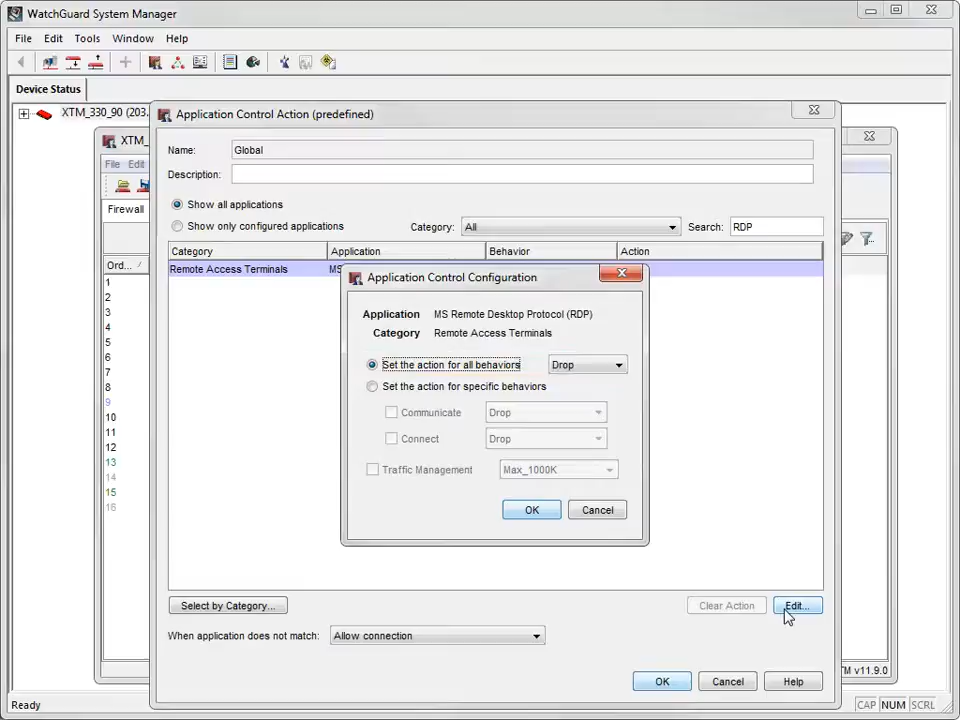 WatchGuard System Manager
File Edit Tools Window Help
Device Status
XTM_330_90 (203,
Application Control Action (predefined)
XTM_
Name: Global
File Edit
Description:
Show all applications
Firewall
Show only configured applications Category: All Search: RDP
Category Application Behavior Action
Ord...
Remote Access Terminals MS
Application Control Configuration
Application MS Remote Desktop Protocol (RDP)
Category Remote Access Terminals
Set the action for all behaviors Drop
Set the action for specific behaviors
Communicate Drop
Connect Drop
Traffic Management Max_1000K
OK Cancel
1
2
3
4
5
6
7
8
9
10
11
12
13
14
15
16
Select by Category... Clear Action Edit...
When application does not match: Allow connection
TM v11.9.0
OK Cancel Help
Ready CAP NUM SCRL